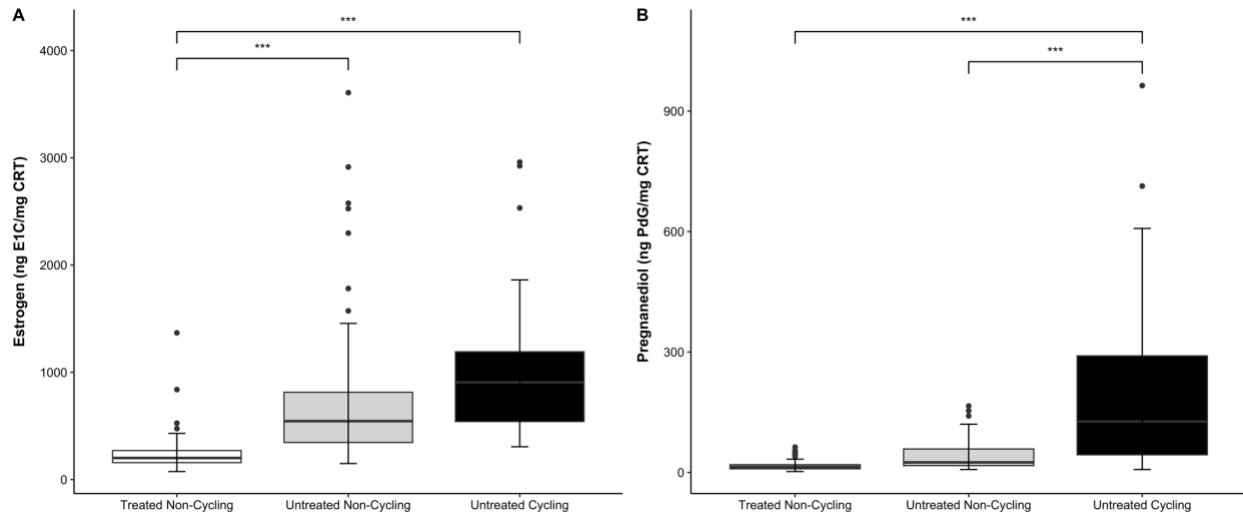 A
Estrogen (ng E1C/mg CRT)
4000
3000
2000
1000
0
***
***
Treated Non-Cycling
Untreated Non-Cycling
Untreated Cycling
B
Pregnanediol (ng PdG/mg CRT)
900
600
300
0
***
***
Treated Non-Cycling
Untreated Non-Cycling
Untreated Cycling